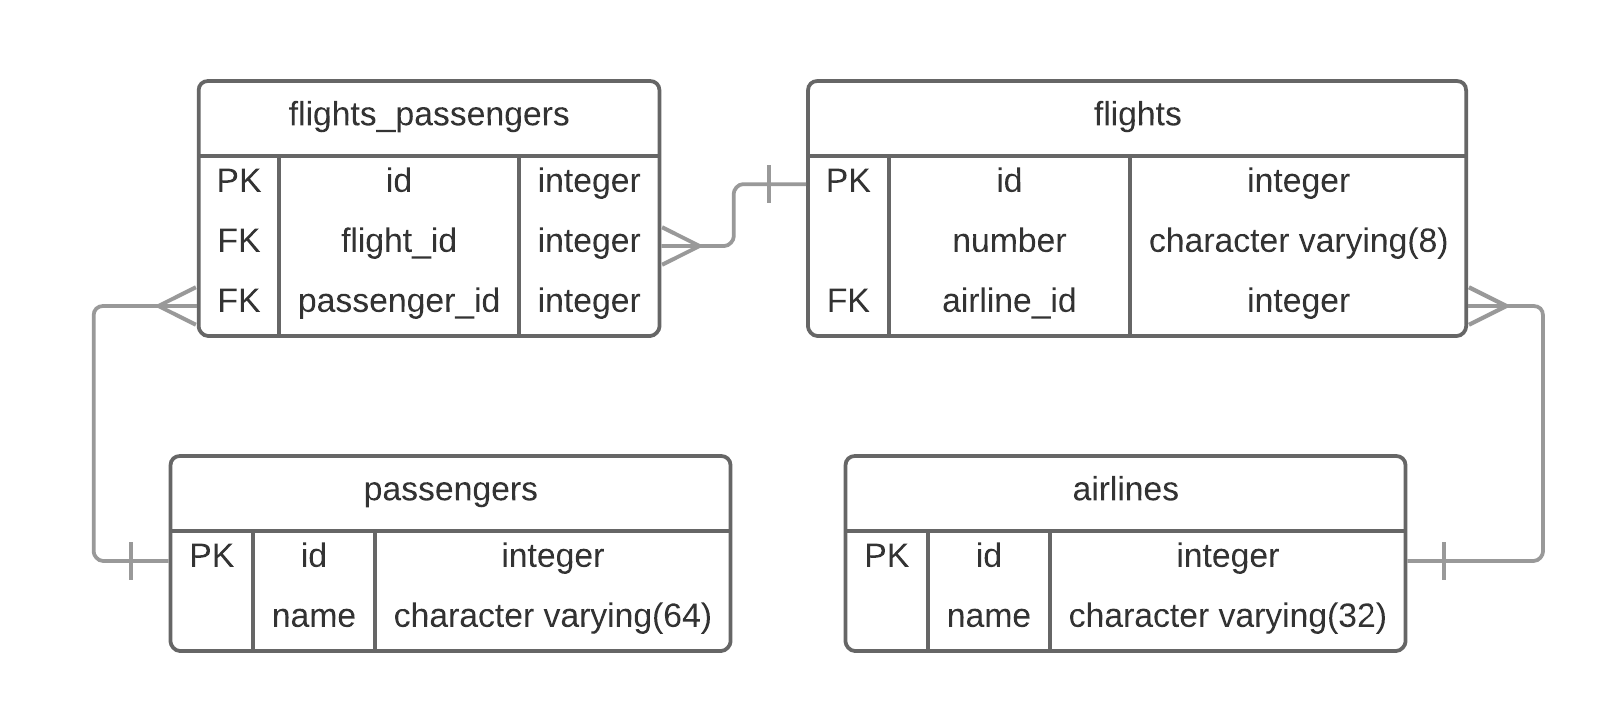 flights_passengers
PK id integer
FK flight_id integer
FK passenger_id integer
flights
PK id integer
number character varying(8)
FK airline_id integer
passengers
PK id integer
name character varying(64)
airlines
PK id integer
name character varying(32)